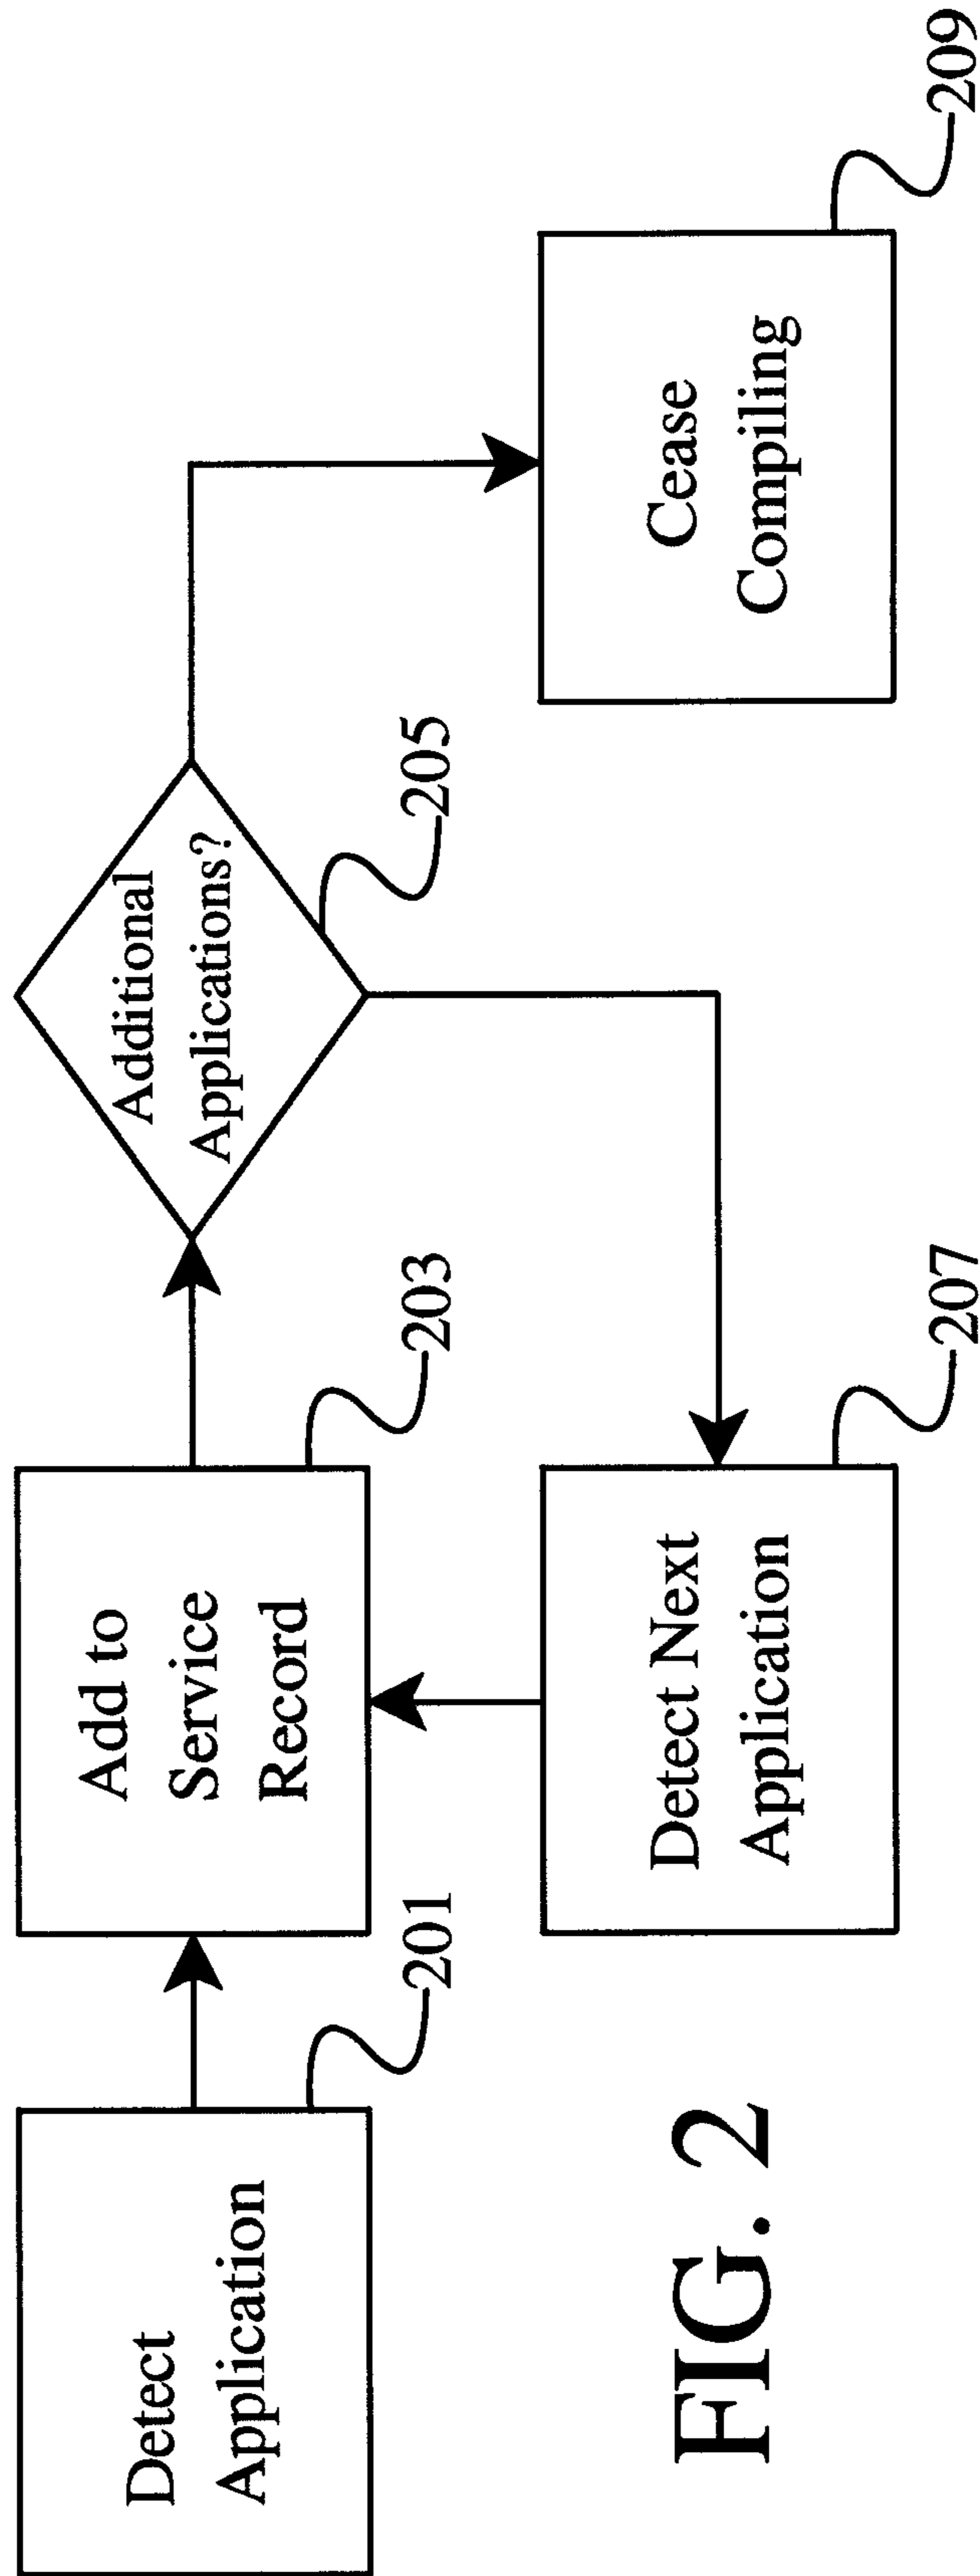 Detect
Application
201
Add to
Service
Record
203
Additional
Applications?
205
Detect Next
Application
207
Cease
Compiling
209
FIG. 2